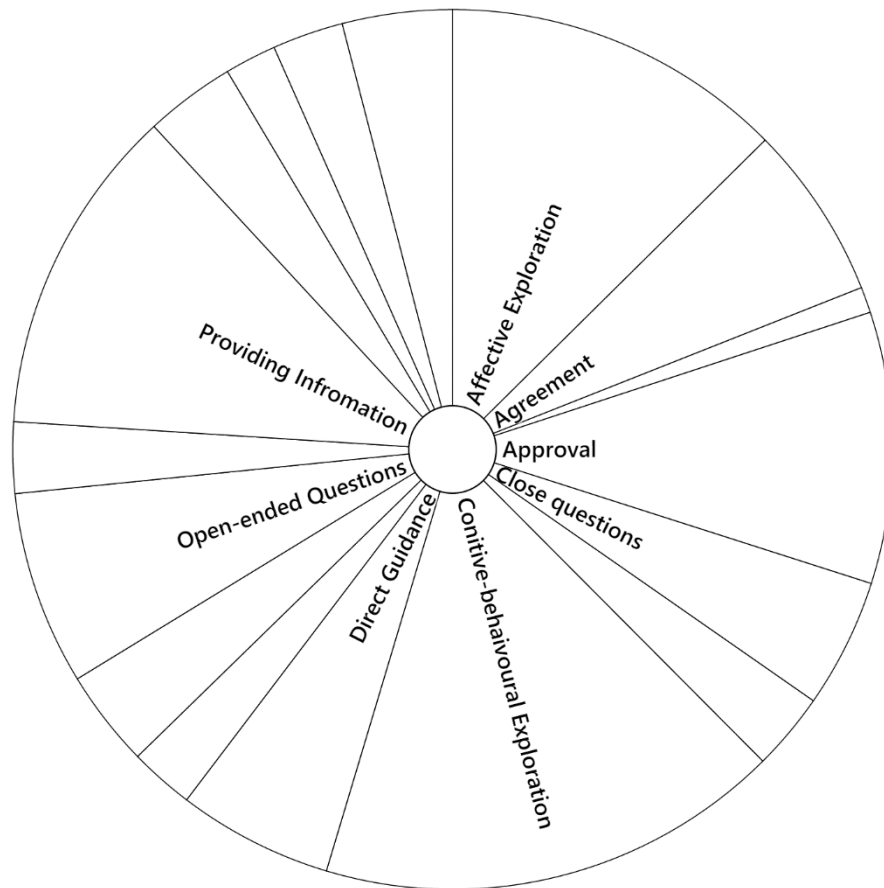 Affective Exploration
Agreement
Approval
Close questions
Conitive-behaivoural Exploration
Direct Guidance
Open-ended Questions
Providing Infromation